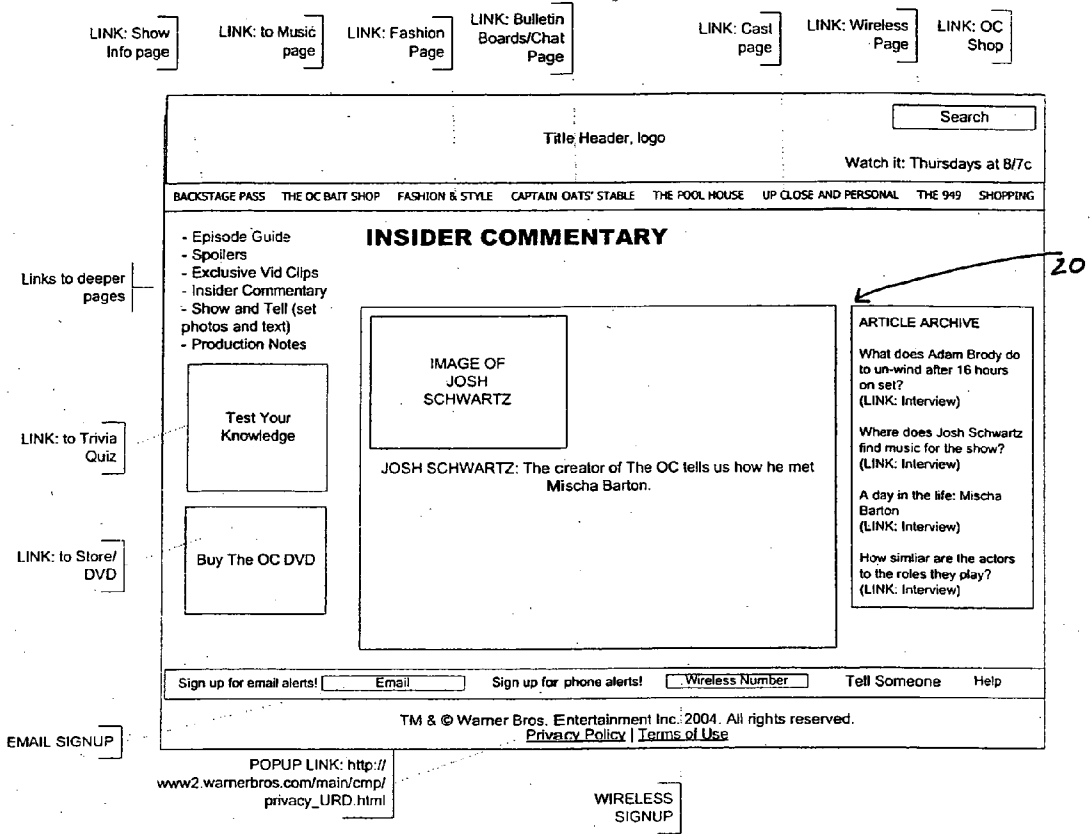 LINK: Show
Info page
LINK: to Music
page
LINK: Fashion
Page
LINK: Bulletin
Boards/Chat
Page
LINK: Cast
page
LINK: Wireless
Page
LINK: OC
Shop
Search
Title Header, logo
Watch it: Thursdays at 8/7c
BACKSTAGE PASS THE OC BAIT SHOP FASHION & STYLE CAPTAIN OATS' STABLE THE POOL HOUSE UP CLOSE AND PERSONAL THE 949 SHOPPING
Links to deeper
pages
- Episode Guide
- Spoilers
- Exclusive Vid Clips
- Insider Commentary
- Show and Tell (set
photos and text)
- Production Notes
INSIDER COMMENTARY
20
IMAGE OF
JOSH
SCHWARTZ
JOSH SCHWARTZ: The creator of The OC tells us how he met
Mischa Barton.
ARTICLE ARCHIVE
What does Adam Brody do
to un-wind after 16 hours
on set?
(LINK: Interview)
Where does Josh Schwartz
find music for the show?
(LINK: Interview)
A day in the life: Mischa
Barton
(LINK: Interview)
How simliar are the actors
to the roles they play?
(LINK: Interview)
LINK: to Trivia
Quiz
Test Your
Knowledge
LINK: to Store/
DVD
Buy The OC DVD
Sign up for email alerts! Email Sign up for phone alerts! Wireless Number Tell Someone Help
TM & © Warner Bros. Entertainment Inc. 2004. All rights reserved.
Privacy Policy | Terms of Use
EMAIL SIGNUP
POPUP LINK: http://
www2.warnerbros.com/main/cmp/
privacy_URD.html
WIRELESS
SIGNUP